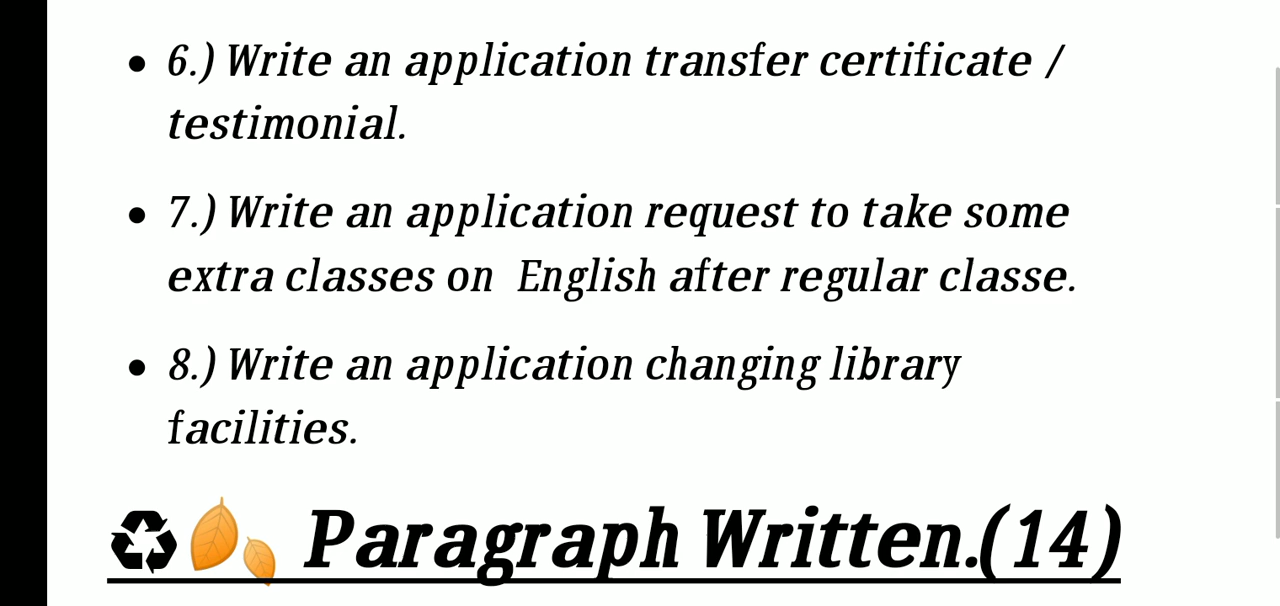 • 6.) Write an application transfer certificate /
testimonial.
• 7.) Write an application request to take some
extra classes on  English after regular classe.
• 8.) Write an application changing library
facilities.
♻🍂 Paragraph Written.(14)